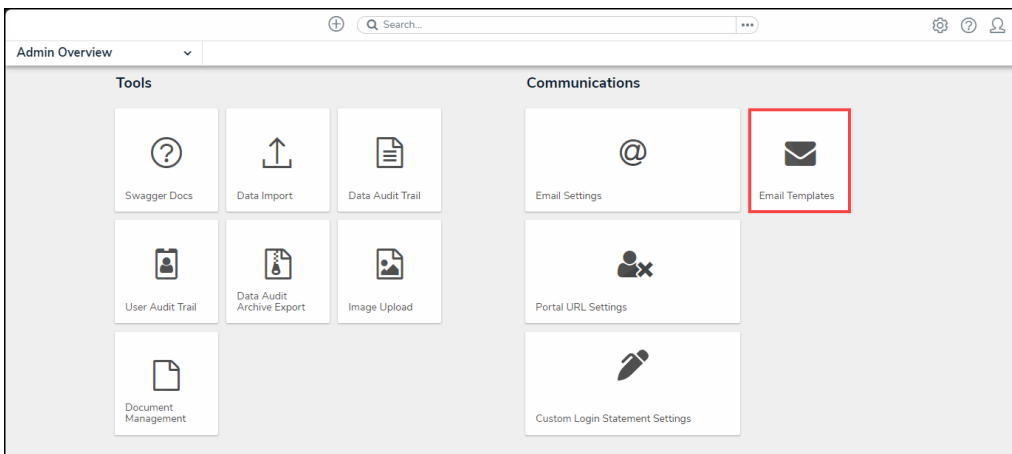 Search...
Admin Overview
Tools
Communications
Swagger Docs
Data Import
Data Audit Trail
Email Settings
Email Templates
User Audit Trail
Data Audit
Archive Export
Image Upload
Portal URL Settings
Document
Management
Custom Login Statement Settings